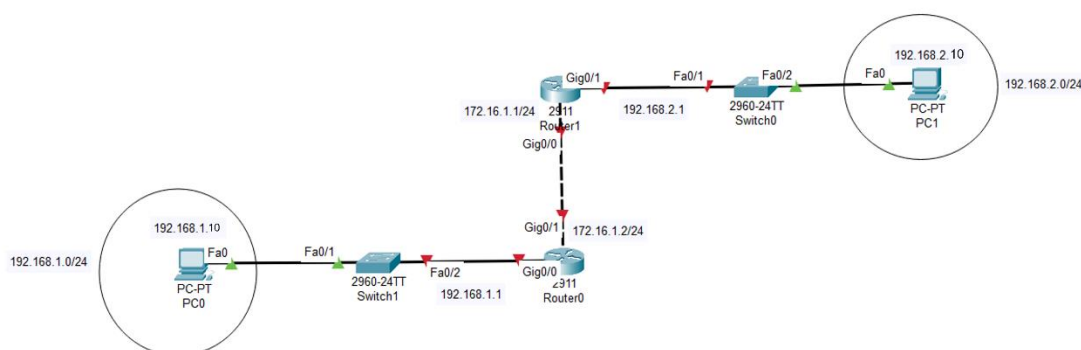 192.168.2.10
Gig0/1
Fa0/1
Fa0/2
Fa0
192.168.2.0/24
172.16.1.1/24
2911
Router1
192.168.2.1
2960-24TT
Switch0
PC-PT
PC1
Gig0/0
Gig0/1
172.16.1.2/24
192.168.1.10
Fa0
Fa0/1
192.168.1.0/24
Fa0/2
Gig0/0
PC-PT
PC0
2960-24TT
Switch1
192.168.1.1
2911
Router0